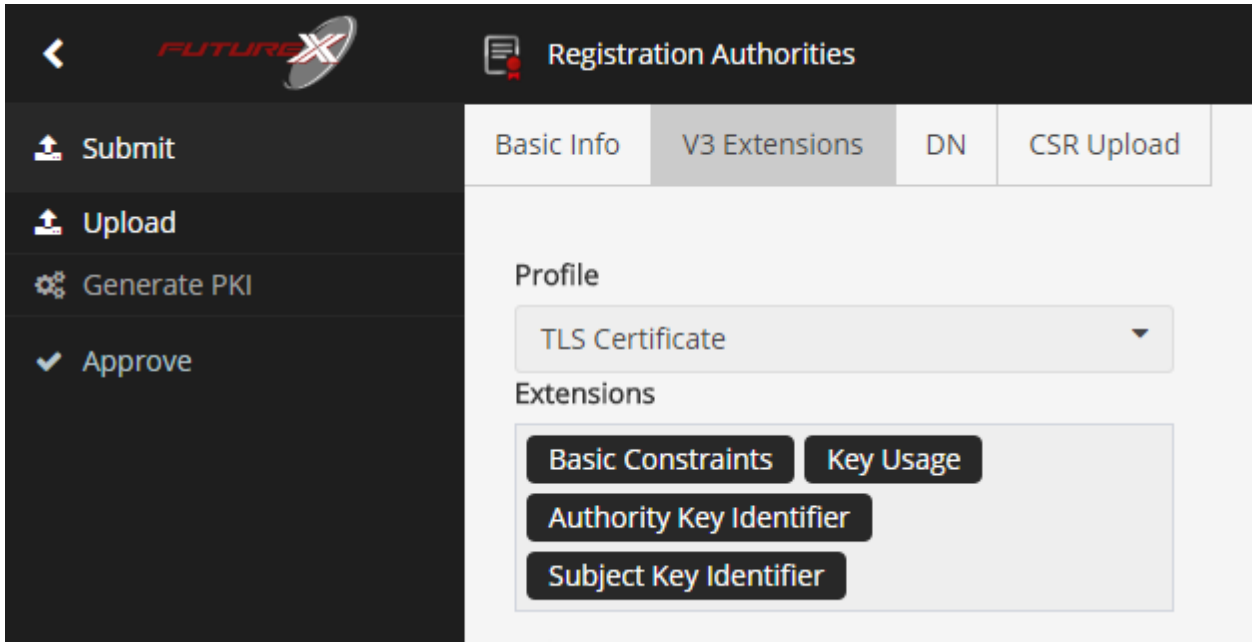 FUTUREX
Registration Authorities
Submit
Upload
Generate PKI
Approve
Basic Info
V3 Extensions
DN
CSR Upload
Profile
TLS Certificate
Extensions
Basic Constraints
Key Usage
Authority Key Identifier
Subject Key Identifier